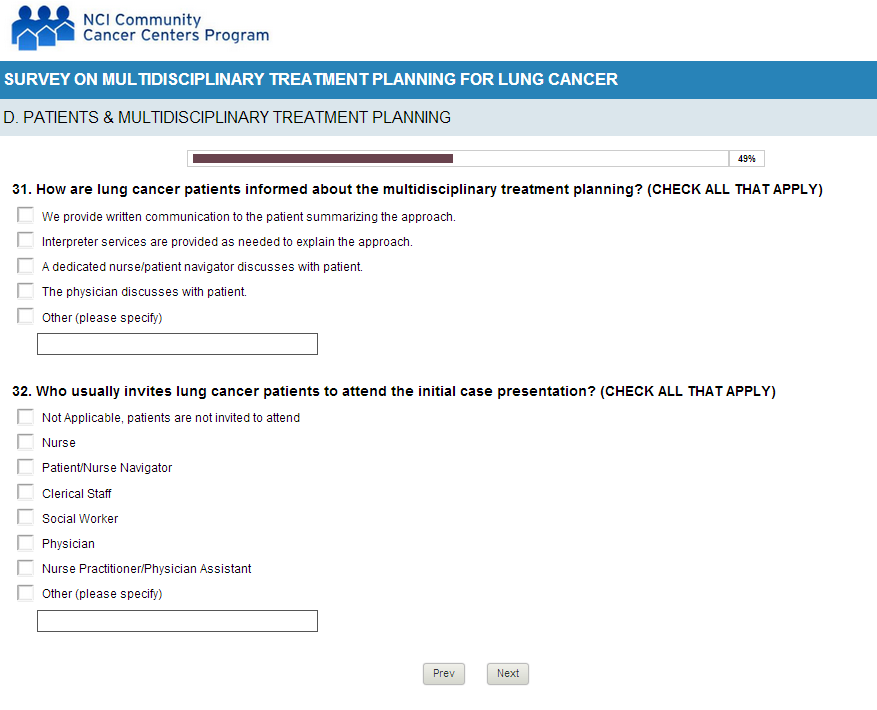 NCI Community
Cancer Centers Program
SURVEY ON MULTIDISCIPLINARY TREATMENT PLANNING FOR LUNG CANCER
D. PATIENTS & MULTIDISCIPLINARY TREATMENT PLANNING
49%
31. How are lung cancer patients informed about the multidisciplinary treatment planning? (CHECK ALL THAT APPLY)
We provide written communication to the patient summarizing the approach.
Interpreter services are provided as needed to explain the approach.
A dedicated nurse/patient navigator discusses with patient.
The physician discusses with patient.
Other (please specify)
32. Who usually invites lung cancer patients to attend the initial case presentation? (CHECK ALL THAT APPLY)
Not Applicable, patients are not invited to attend
Nurse
Patient/Nurse Navigator
Clerical Staff
Social Worker
Physician
Nurse Practitioner/Physician Assistant
Other (please specify)
Prev Next